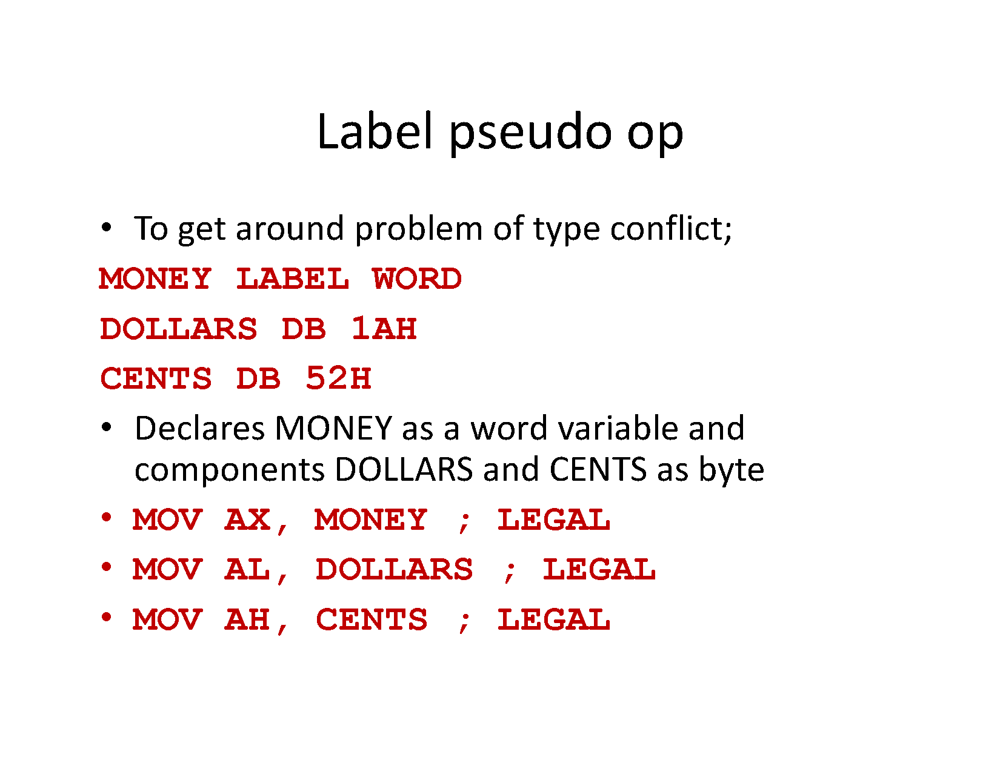 Label pseudo op
• To get around problem of type conflict;
MONEY LABEL WORD
DOLLARS DB 1AH
CENTS DB 52H
• Declares MONEY as a word variable and
components DOLLARS and CENTS as byte
• MOV AX, MONEY ; LEGAL
• MOV AL, DOLLARS ; LEGAL
• MOV AH, CENTS ; LEGAL